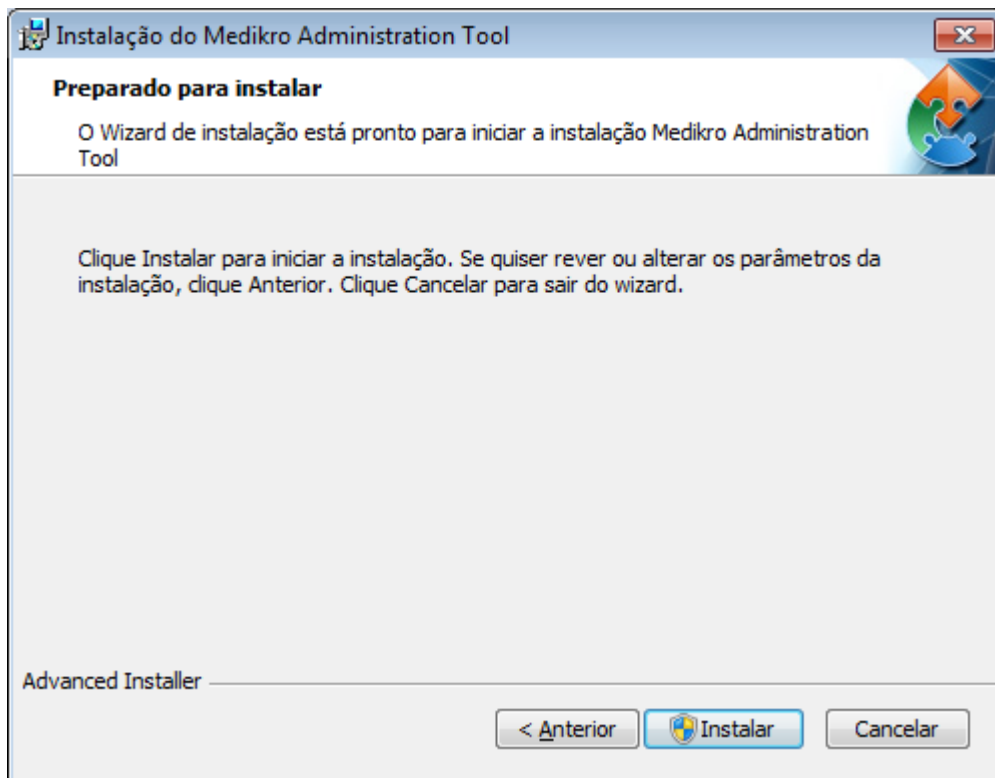 Instalação do Medikro Administration Tool
Preparado para instalar
O Wizard de instalação está pronto para iniciar a instalação Medikro Administration
Tool
Clique Instalar para iniciar a instalação. Se quiser rever ou alterar os parâmetros da
instalação, clique Anterior. Clique Cancelar para sair do wizard.
Advanced Installer
< Anterior
Instalar
Cancelar